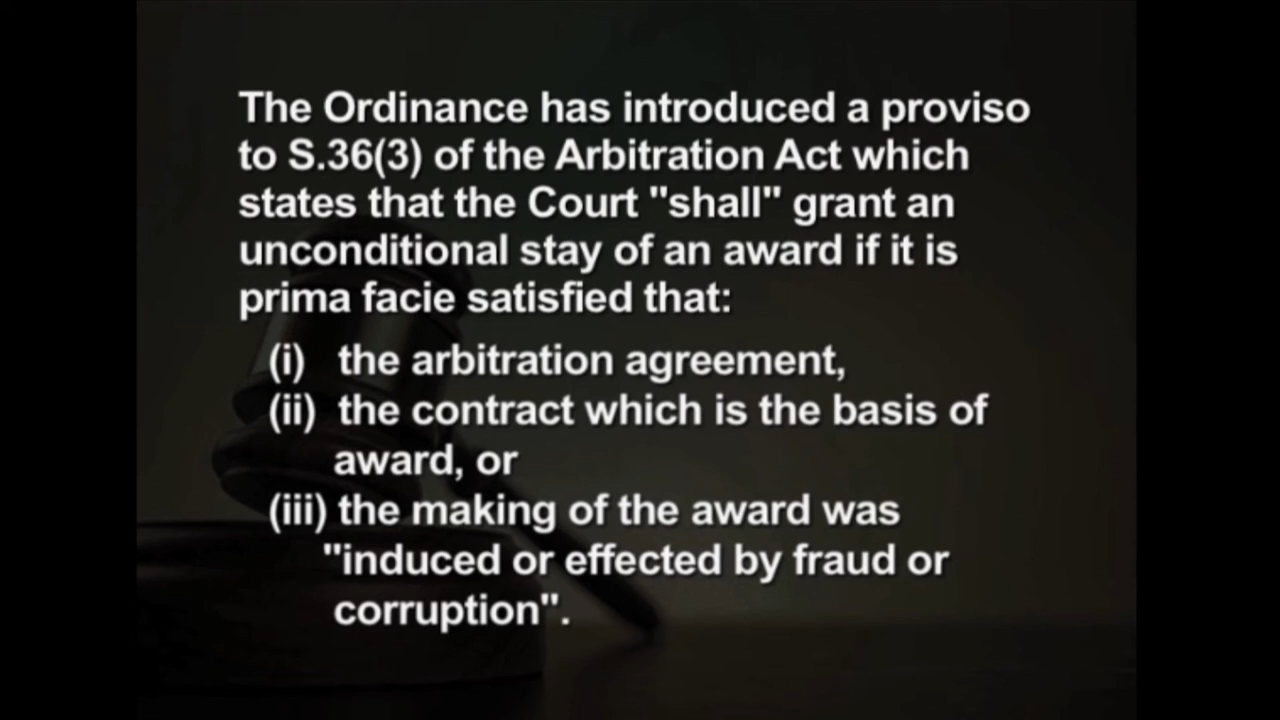 The Ordinance has introduced a proviso
to S.36(3) of the Arbitration Act which
states that the Court "shall" grant an
unconditional stay of an award if it is
prima facie satisfied that:
(i) the arbitration agreement,
(ii) the contract which is the basis of
award, or
(iii) the making of the award was
"induced or effected by fraud or
corruption".